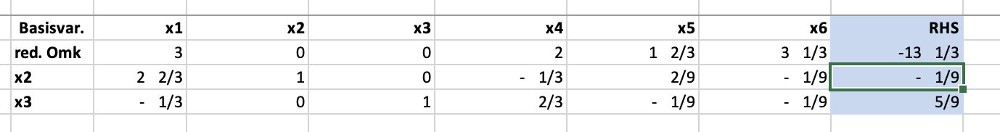 Basisvar. x1 x2 x3 x4 x5 x6 RHS
red. Omk 3 0 0 2 1 2/3 3 1/3 -13 1/3
x2 2 2/3 1 0 - 1/3 2/9 - 1/9 - 1/9
x3 - 1/3 0 1 2/3 - 1/9 - 1/9 5/9